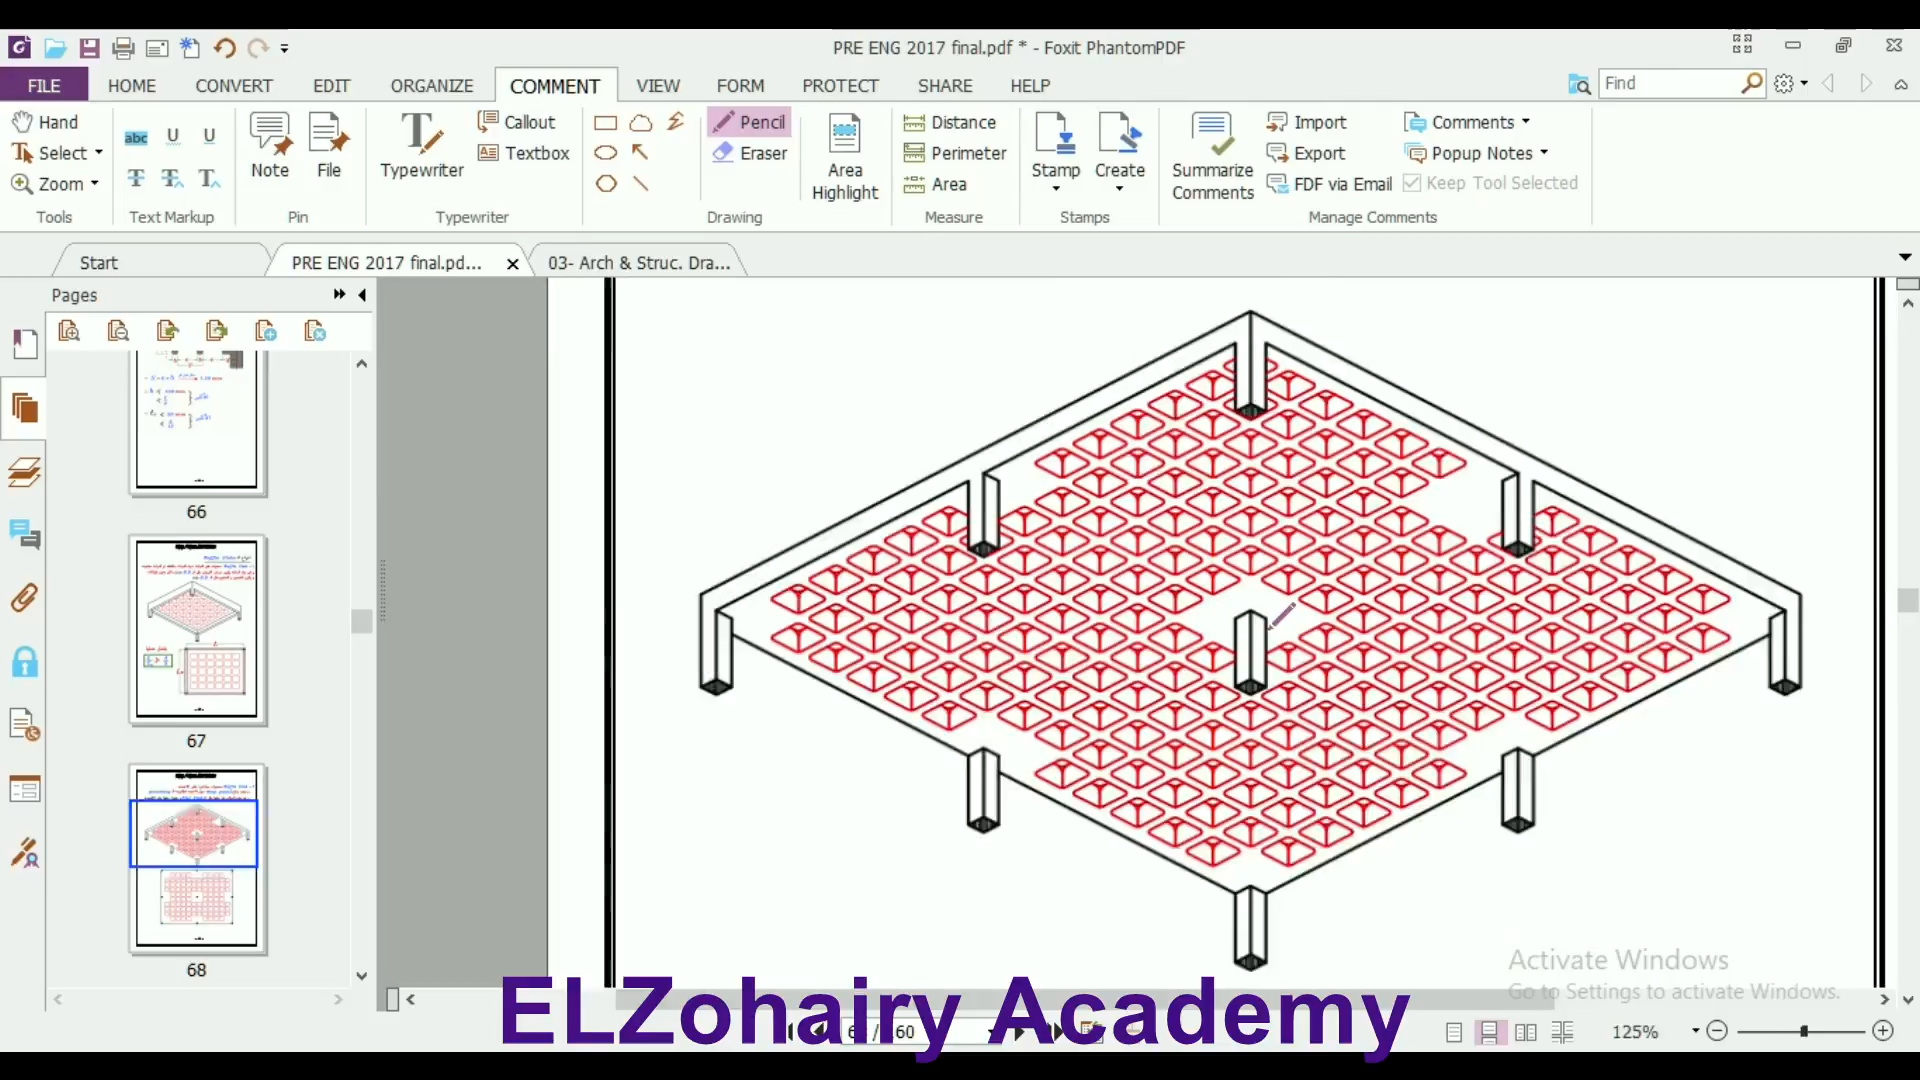 PRE ENG 2017 final.pdf * - Foxit PhantomPDF
FILE HOME CONVERT EDIT ORGANIZE COMMENT VIEW FORM PROTECT SHARE HELP Find
Hand Select Zoom
Tools
abc U U T T T
Text Markup
Note File
Pin
Typewriter Callout Textbox
Typewriter
Pencil Eraser
Drawing
Area Highlight
Distance Perimeter Area
Measure
Stamp Create
Stamps
Summarize Comments
Import Export FDF via Email
Comments Popup Notes Keep Tool Selected
Manage Comments
Start PRE ENG 2017 final.pd... 03- Arch & Struc. Dra...
Pages
66
67
68
Activate Windows
Go to Settings to activate Windows.
ELZohairy Academy
125%